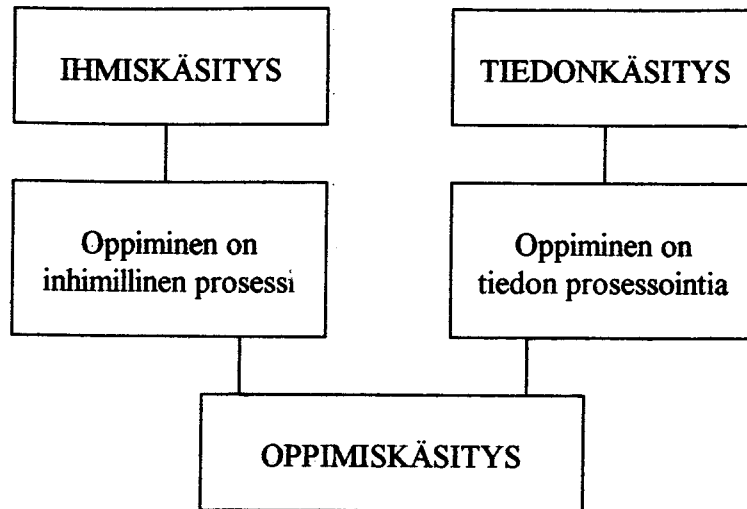 IHMISKÄSITYS
TIEDONKÄSITYS
Oppiminen on
inhimillinen prosessi
Oppiminen on
tiedon prosessointia
OPPIMISKÄSITYS